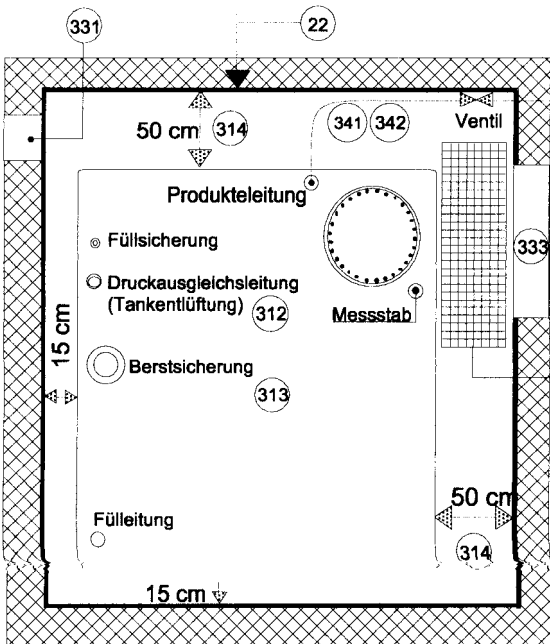 331
22
50 cm
314
341
342
Ventil
Produkteleitung
Füllsicherung
333
Druckausgleichsleitung
(Tankentlüftung)
312
Messstab
15 cm
Berstsicherung
313
50 cm
Fülleitung
314
15 cm